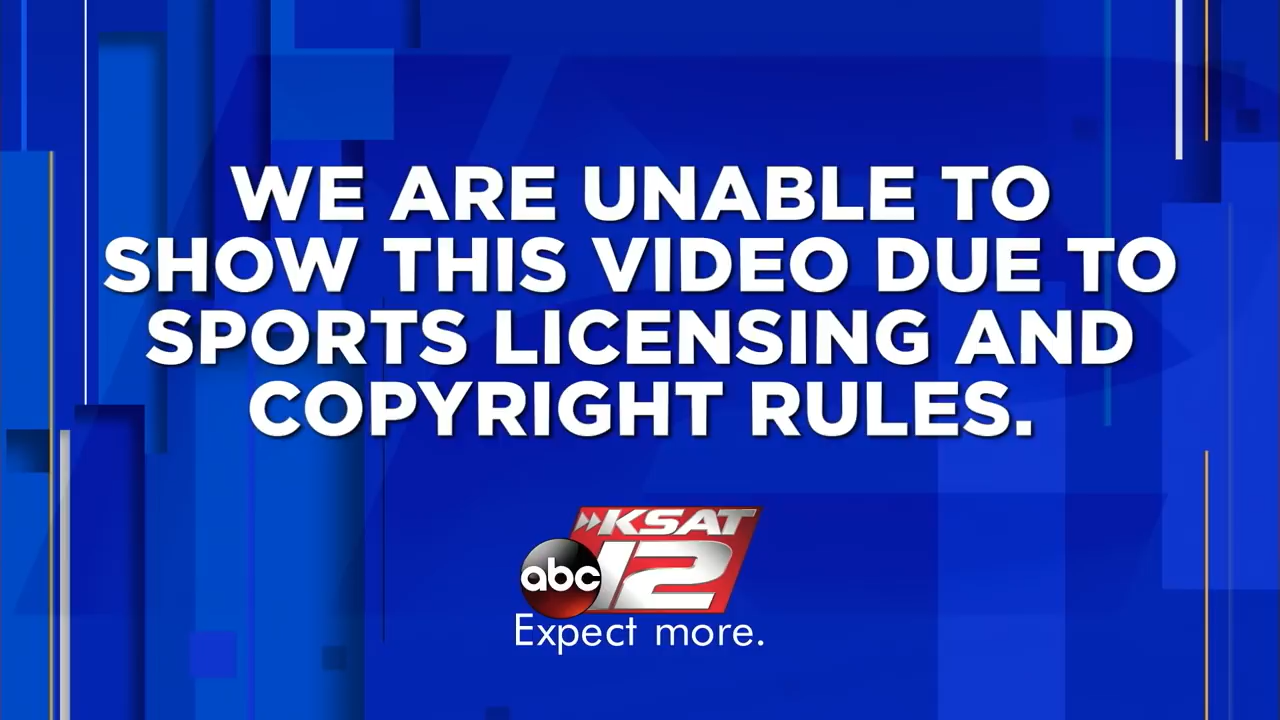 WE ARE UNABLE TO
SHOW THIS VIDEO DUE TO
SPORTS LICENSING AND
COPYRIGHT RULES.
KSAT
abc 12
Expect more.